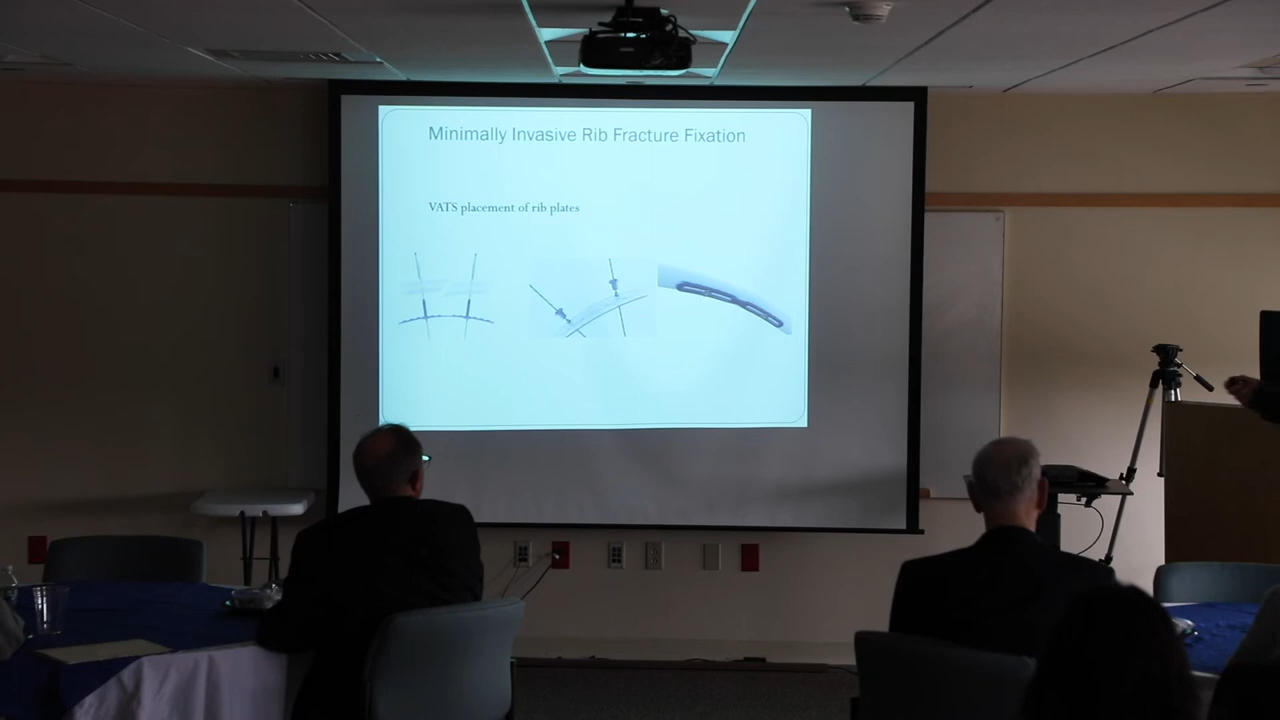 Minimally Invasive Rib Fracture Fixation
VATS placement of rib plates